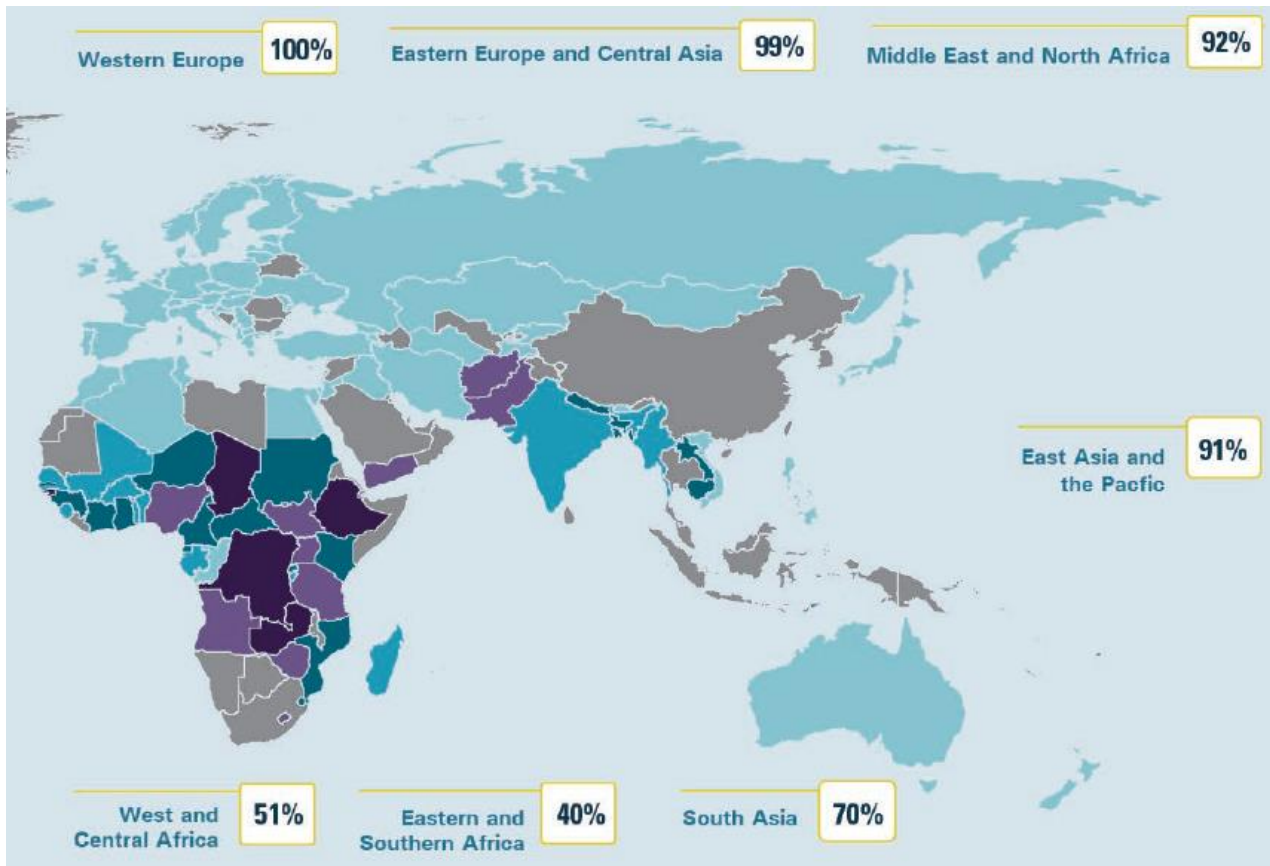 Western Europe 100%
Eastern Europe and Central Asia 99%
Middle East and North Africa 92%
East Asia and 91%
the Pacfic
West and 51%
Central Africa
Eastern and 40%
Southern Africa
South Asia 70%